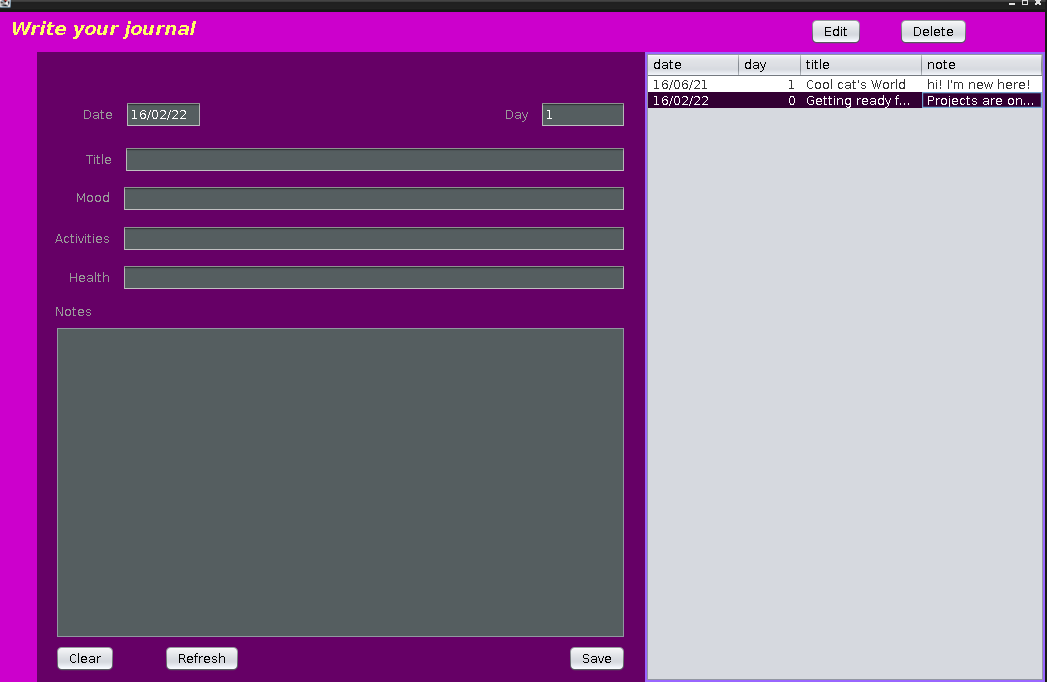 Write your journal
Edit Delete
Date 16/02/22 Day 1
Title
Mood
Activities
Health
Notes
Clear Refresh Save
date day title note
16/06/21 1 Cool cat's World hi! I'm new here!
16/02/22 0 Getting ready f... Projects are on...